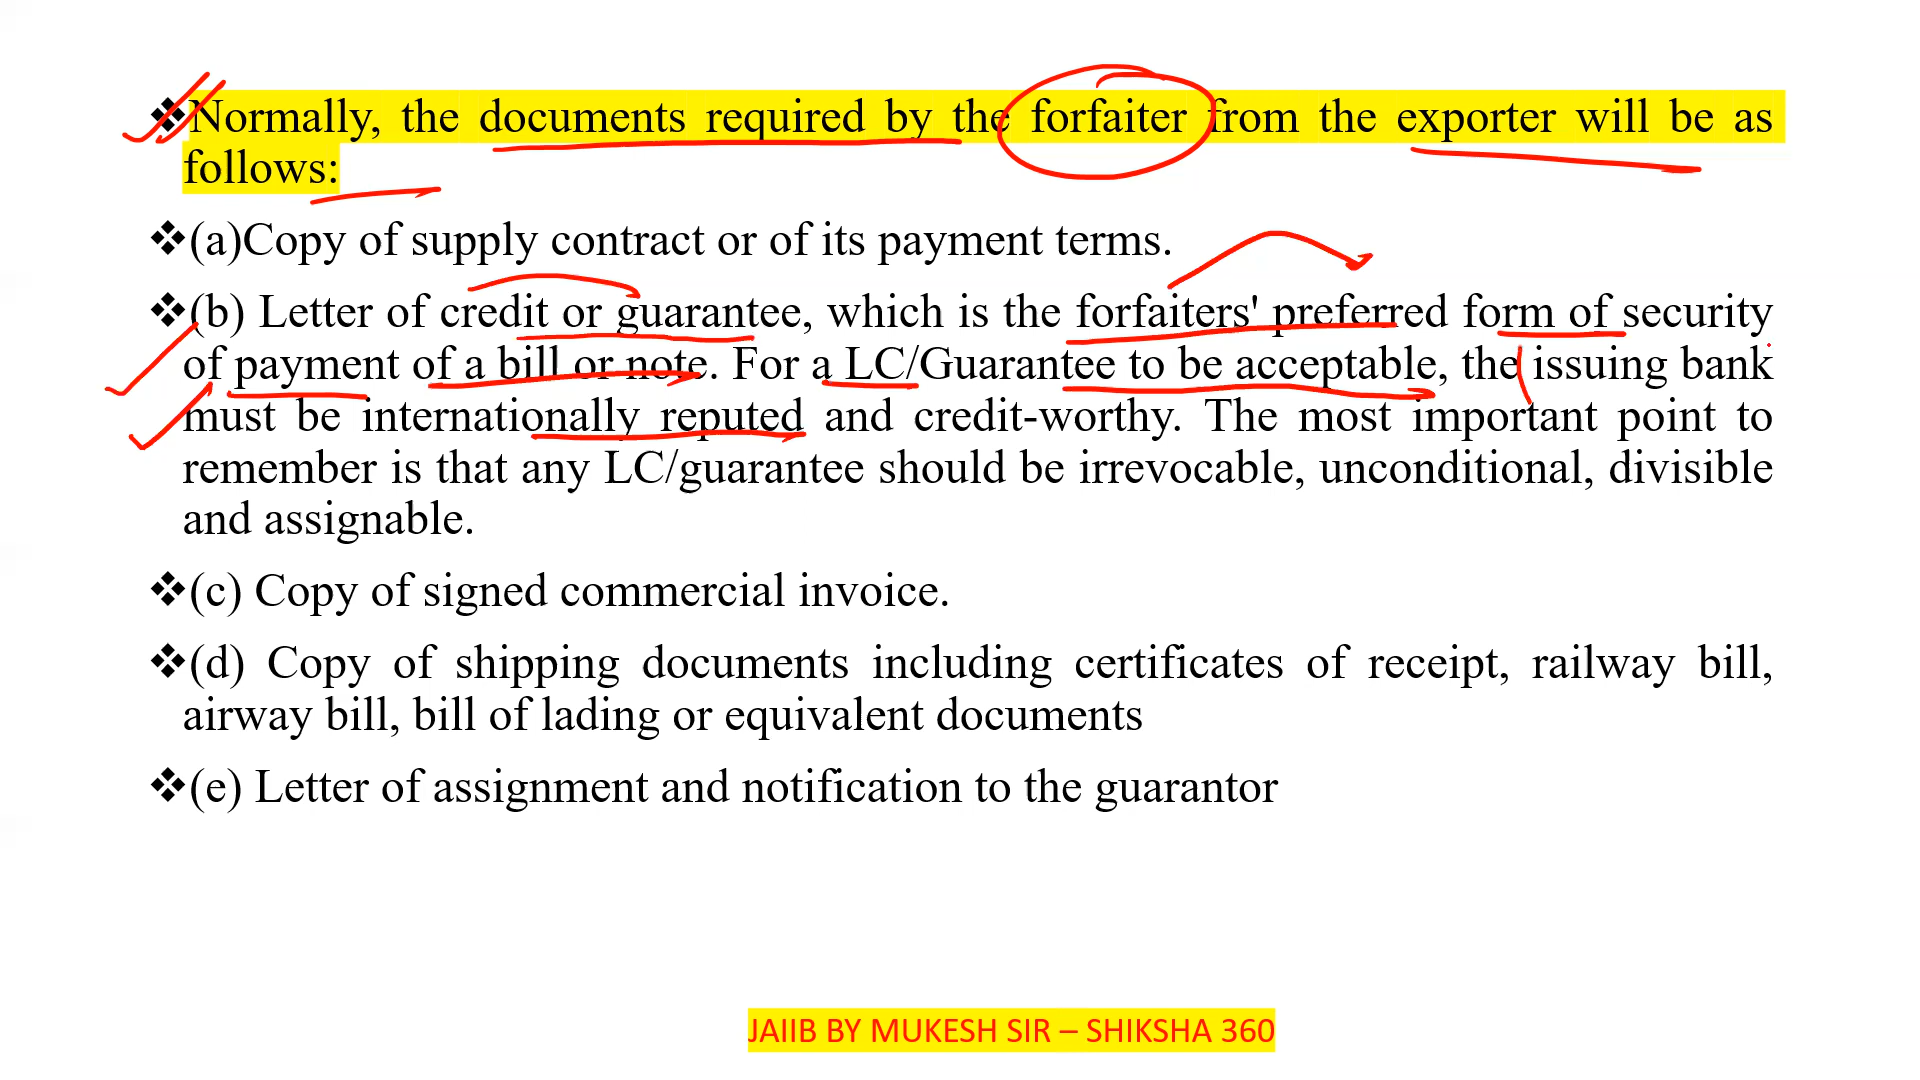 ❖Normally, the documents required by the forfaiter from the exporter will be as
follows:
❖(a)Copy of supply contract or of its payment terms.
❖(b) Letter of credit or guarantee, which is the forfaiters' preferred form of security
of payment of a bill or note. For a LC/Guarantee to be acceptable, the issuing bank
must be internationally reputed and credit-worthy. The most important point to
remember is that any LC/guarantee should be irrevocable, unconditional, divisible
and assignable.
❖(c) Copy of signed commercial invoice.
❖(d) Copy of shipping documents including certificates of receipt, railway bill,
airway bill, bill of lading or equivalent documents
❖(e) Letter of assignment and notification to the guarantor
JAIIB BY MUKESH SIR – SHIKSHA 360